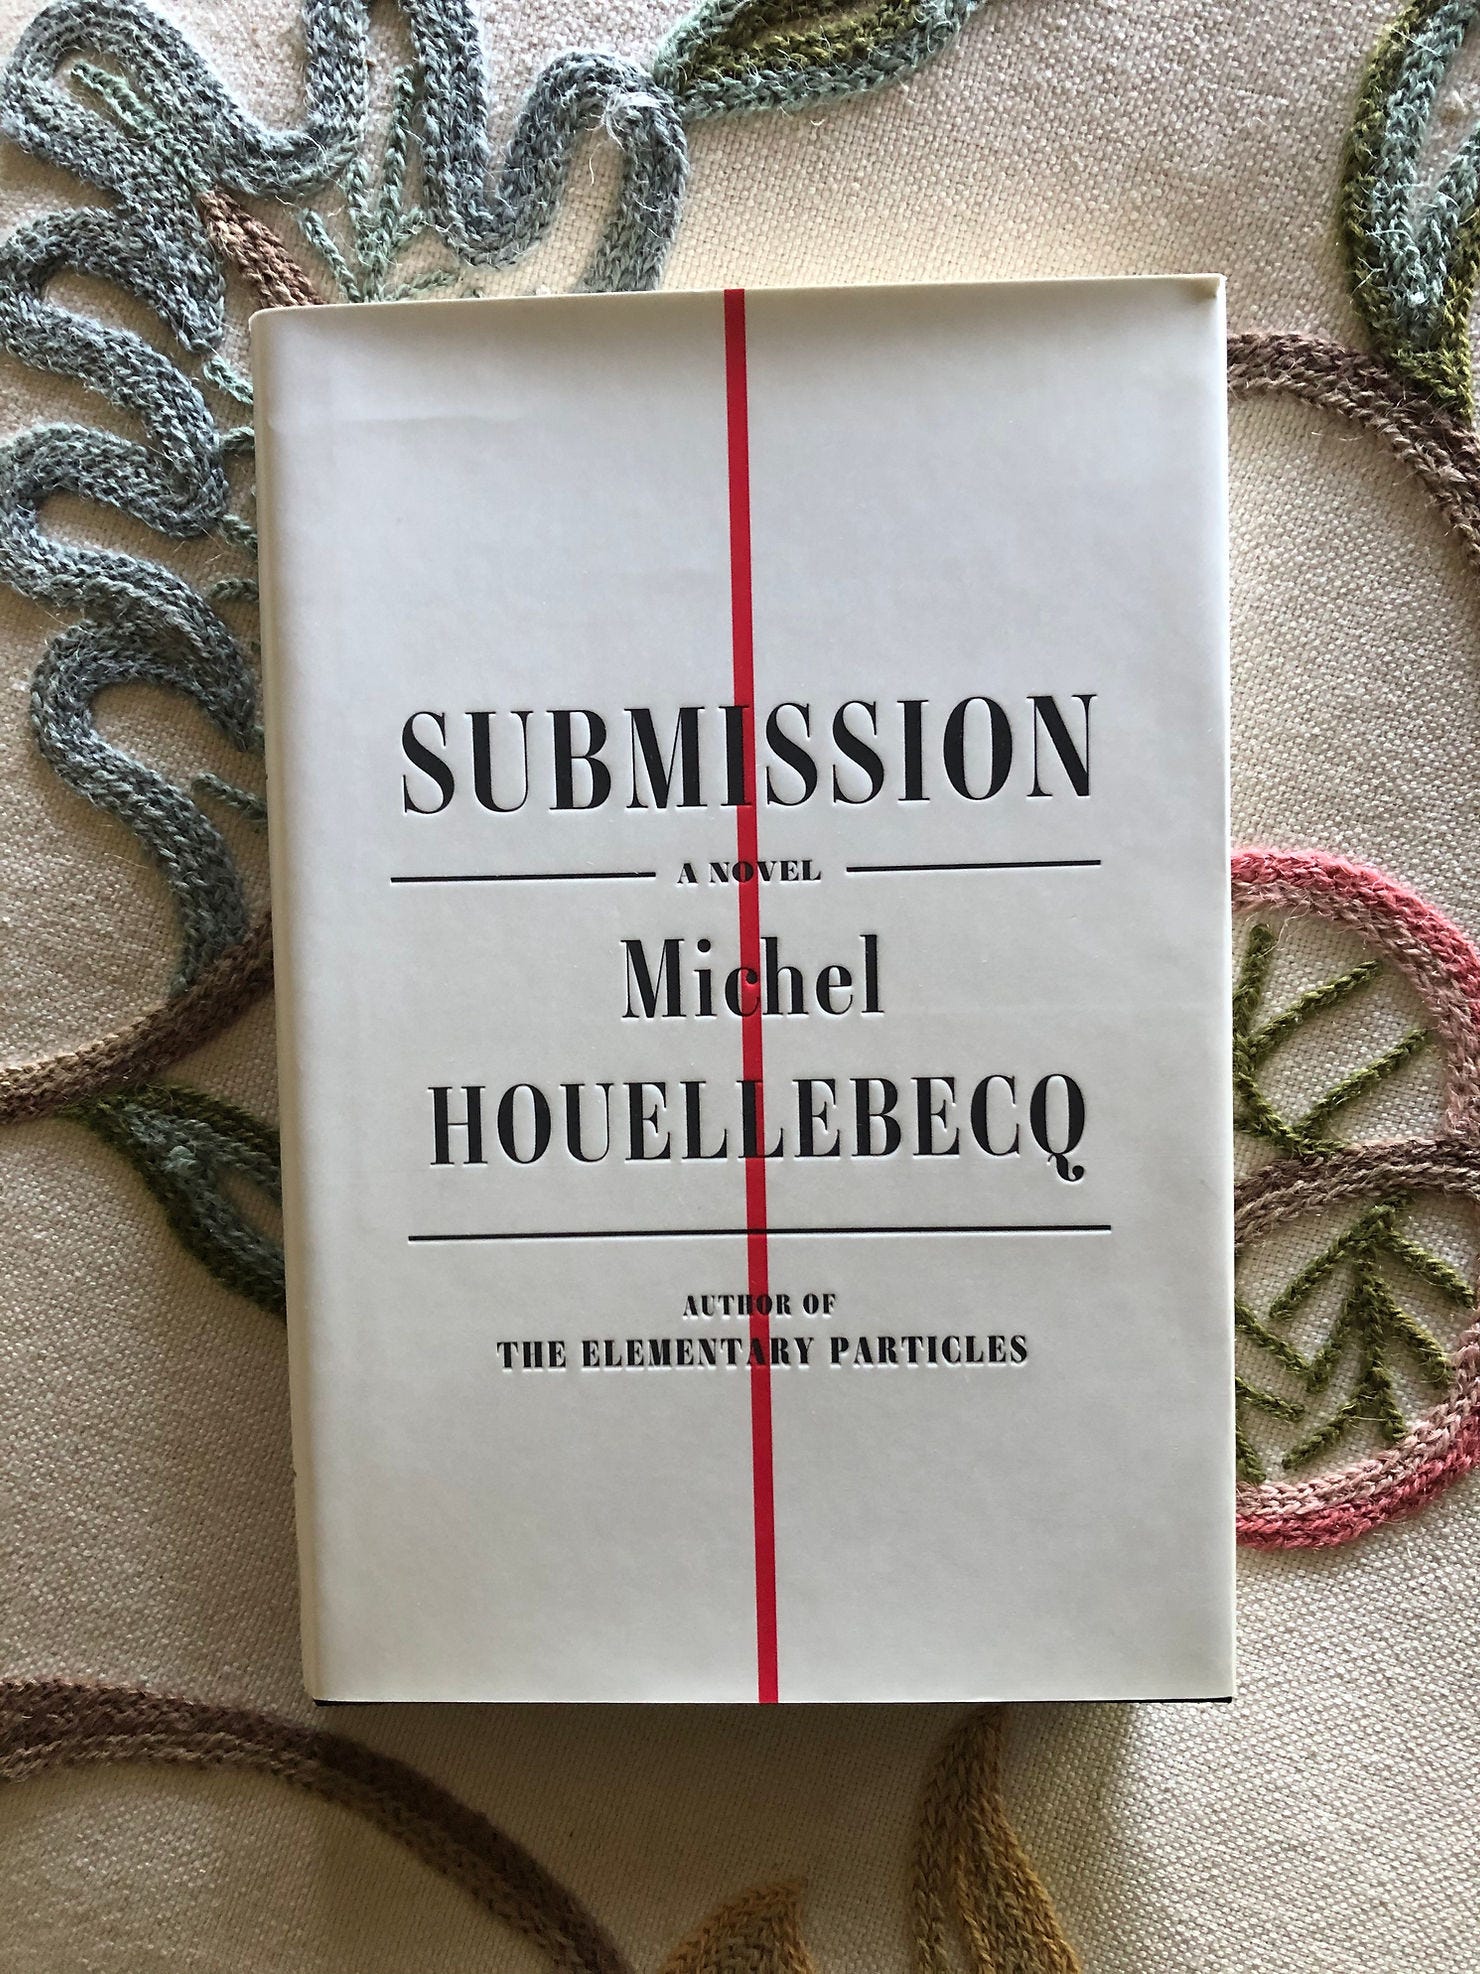 SUBMISSION
A NOVEL
Michel
HOUELLEBECQ
AUTHOR OF
THE ELEMENTARY PARTICLES